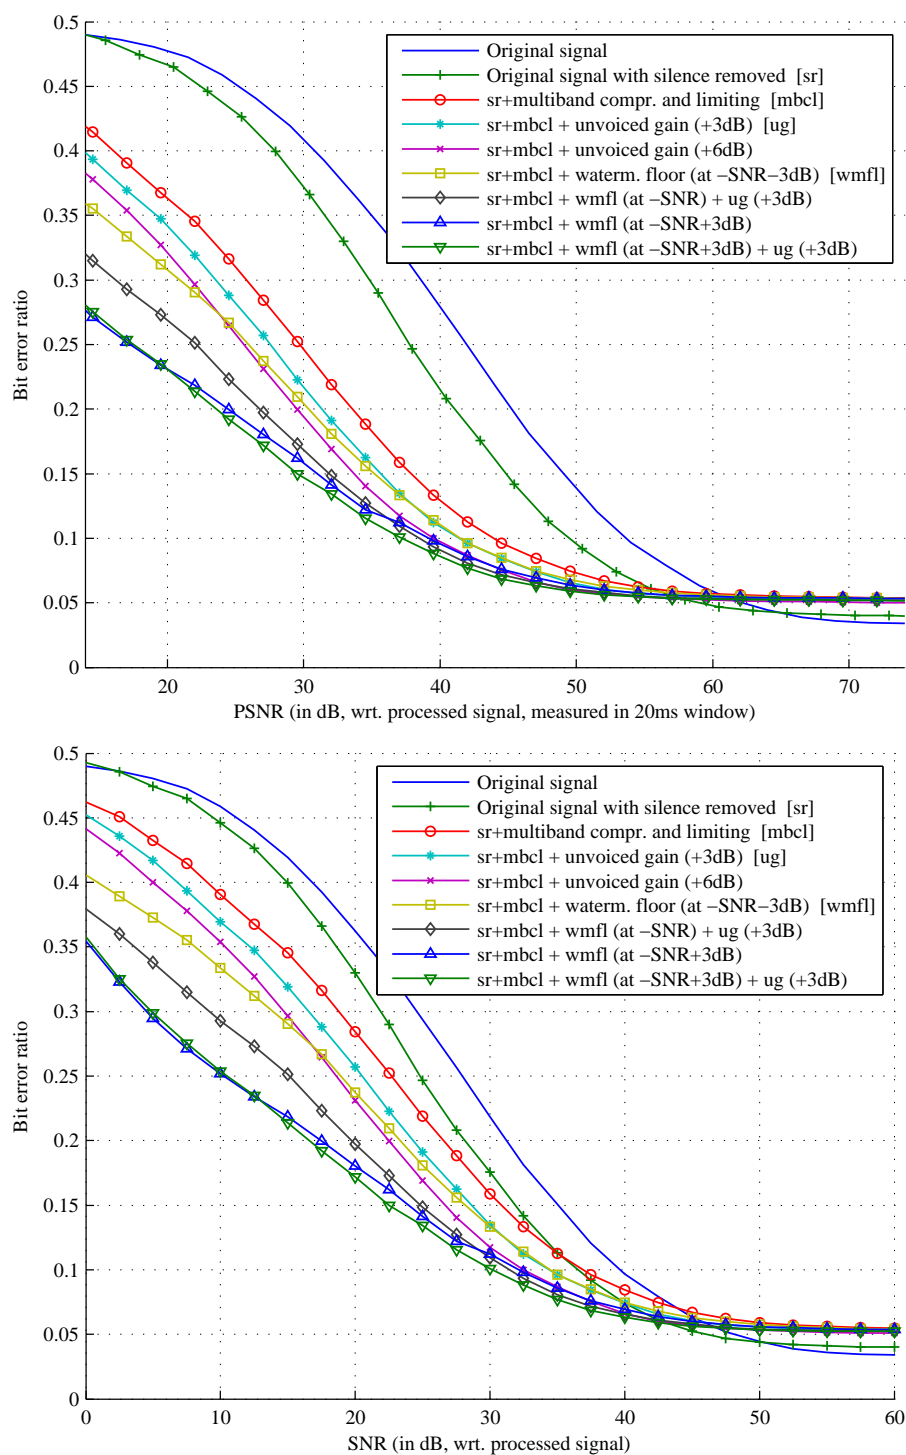 0.5
0.45
0.4
0.35
0.3
0.25
0.2
0.15
0.1
0.05
0
Bit error ratio
Original signal
Original signal with silence removed [sr]
sr+multiband compr. and limiting [mbcl]
sr+mbcl + unvoiced gain (+3dB) [ug]
sr+mbcl + unvoiced gain (+6dB)
sr+mbcl + waterm. floor (at −SNR−3dB) [wmfl]
sr+mbcl + wmfl (at −SNR) + ug (+3dB)
sr+mbcl + wmfl (at −SNR+3dB)
sr+mbcl + wmfl (at −SNR+3dB) + ug (+3dB)
20 30 40 50 60 70
PSNR (in dB, wrt. processed signal, measured in 20ms window)
0.5
0.45
0.4
0.35
0.3
0.25
0.2
0.15
0.1
0.05
0
Bit error ratio
Original signal
Original signal with silence removed [sr]
sr+multiband compr. and limiting [mbcl]
sr+mbcl + unvoiced gain (+3dB) [ug]
sr+mbcl + unvoiced gain (+6dB)
sr+mbcl + waterm. floor (at −SNR−3dB) [wmfl]
sr+mbcl + wmfl (at −SNR) + ug (+3dB)
sr+mbcl + wmfl (at −SNR+3dB)
sr+mbcl + wmfl (at −SNR+3dB) + ug (+3dB)
0 10 20 30 40 50 60
SNR (in dB, wrt. processed signal)